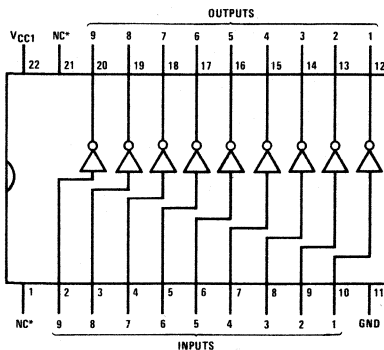 OUTPUTS
VCC1 NC* 9 8 7 6 5 4 3 2 1
22 21 20 19 18 17 16 15 14 13 12
1 2 3 4 5 6 7 8 9 10 11
NC* 9 8 7 6 5 4 3 2 1 GND
INPUTS